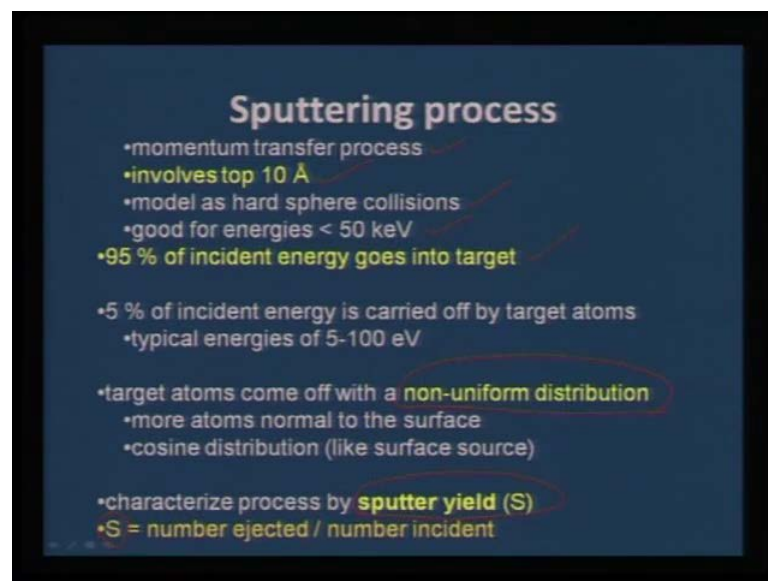 Sputtering process
•momentum transfer process
•involves top 10 Å
•model as hard sphere collisions
•good for energies < 50 keV
•95 % of incident energy goes into target
•5 % of incident energy is carried off by target atoms
•typical energies of 5-100 eV
•target atoms come off with a non-uniform distribution
•more atoms normal to the surface
•cosine distribution (like surface source)
•characterize process by sputter yield (S)
•S = number ejected / number incident